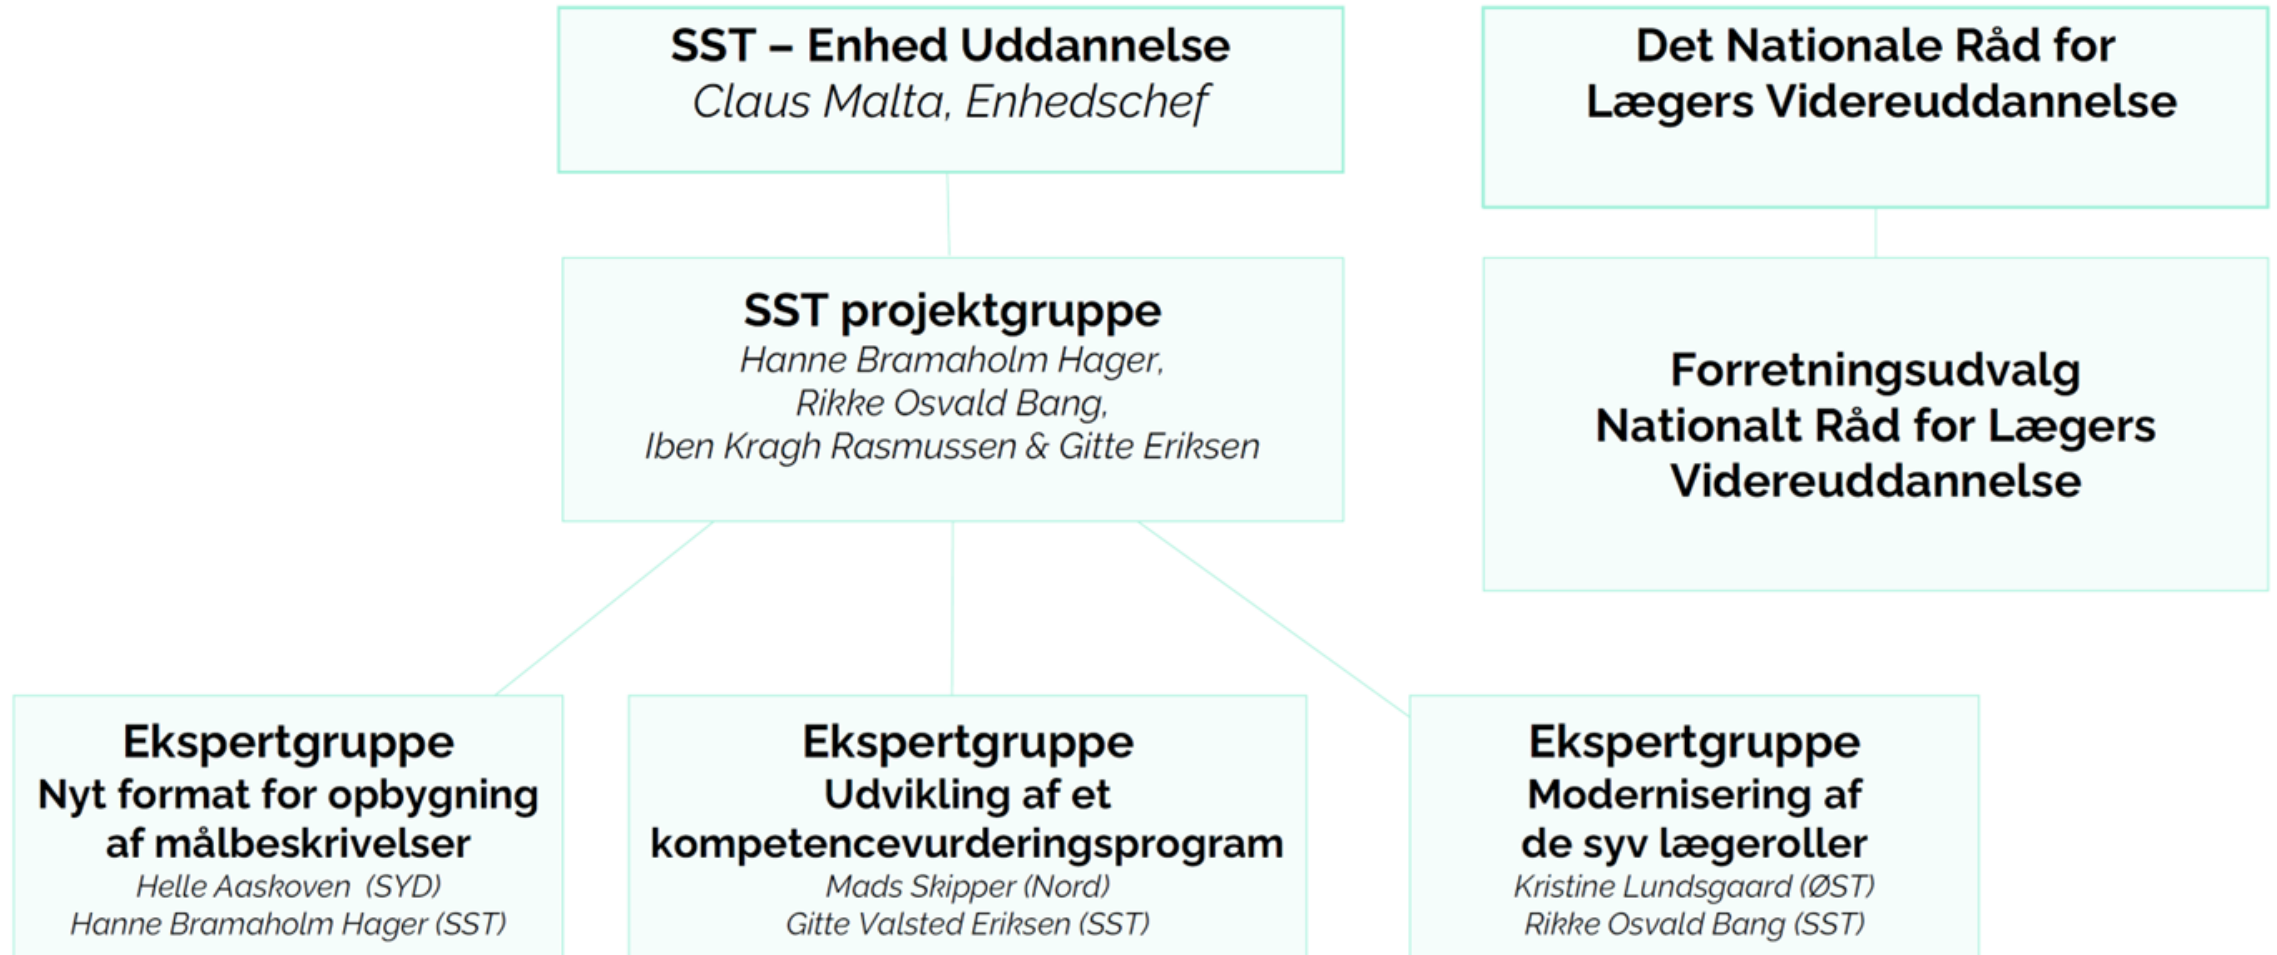 SST – Enhed Uddannelse
Claus Malta, Enhedschef
Det Nationale Råd for
Lægers Videreuddannelse
SST projektgruppe
Hanne Bramaholm Hager,
Rikke Osvald Bang,
Iben Kragh Rasmussen & Gitte Eriksen
Forretningsudvalg
Nationalt Råd for Lægers
Videreuddannelse
Ekspertgruppe
Nyt format for opbygning
af målbeskrivelser
Helle Aaskoven (SYD)
Hanne Bramaholm Hager (SST)
Ekspertgruppe
Udvikling af et
kompetencevurderingsprogram
Mads Skipper (Nord)
Gitte Valsted Eriksen (SST)
Ekspertgruppe
Modernisering af
de syv lægeroller
Kristine Lundsgaard (ØST)
Rikke Osvald Bang (SST)